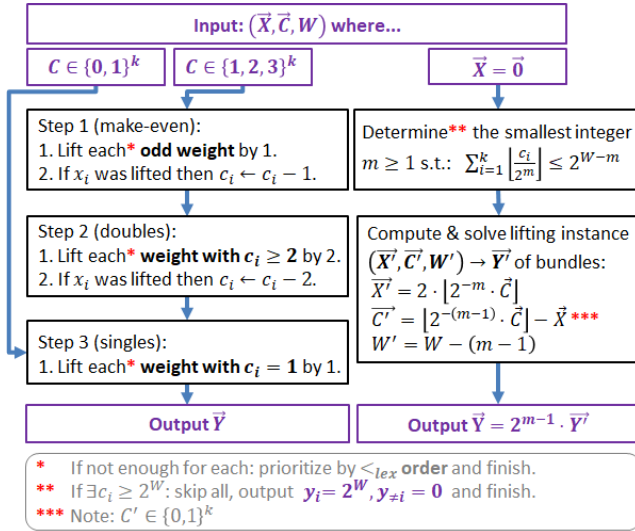 Input: (X⃗, C⃗, W) where...
C ∈ {0, 1}^k
C ∈ {1, 2, 3}^k
X⃗ = 0⃗
Step 1 (make-even):
1. Lift each* odd weight by 1.
2. If x_i was lifted then c_i ← c_i − 1.
Step 2 (doubles):
1. Lift each* weight with c_i ≥ 2 by 2.
2. If x_i was lifted then c_i ← c_i − 2.
Step 3 (singles):
1. Lift each* weight with c_i = 1 by 1.
Output Y⃗
Determine** the smallest integer
m ≥ 1 s.t.: ∑_{i=1}^{k} ⌊c_i / 2^m⌋ ≤ 2^{W−m}
Compute & solve lifting instance
(X'⃗, C'⃗, W') → Y'⃗ of bundles:
X'⃗ = 2 · ⌊2^{−m} · C⃗⌋
C'⃗ = ⌊2^{−(m−1)} · C⃗⌋ − X⃗ ***
W' = W − (m − 1)
Output Y⃗ = 2^{m−1} · Y'⃗
* If not enough for each: prioritize by <_{lex} order and finish.
** If ∃c_i ≥ 2^W: skip all, output y_i = 2^W, y_{≠i} = 0 and finish.
*** Note: C' ∈ {0,1}^k